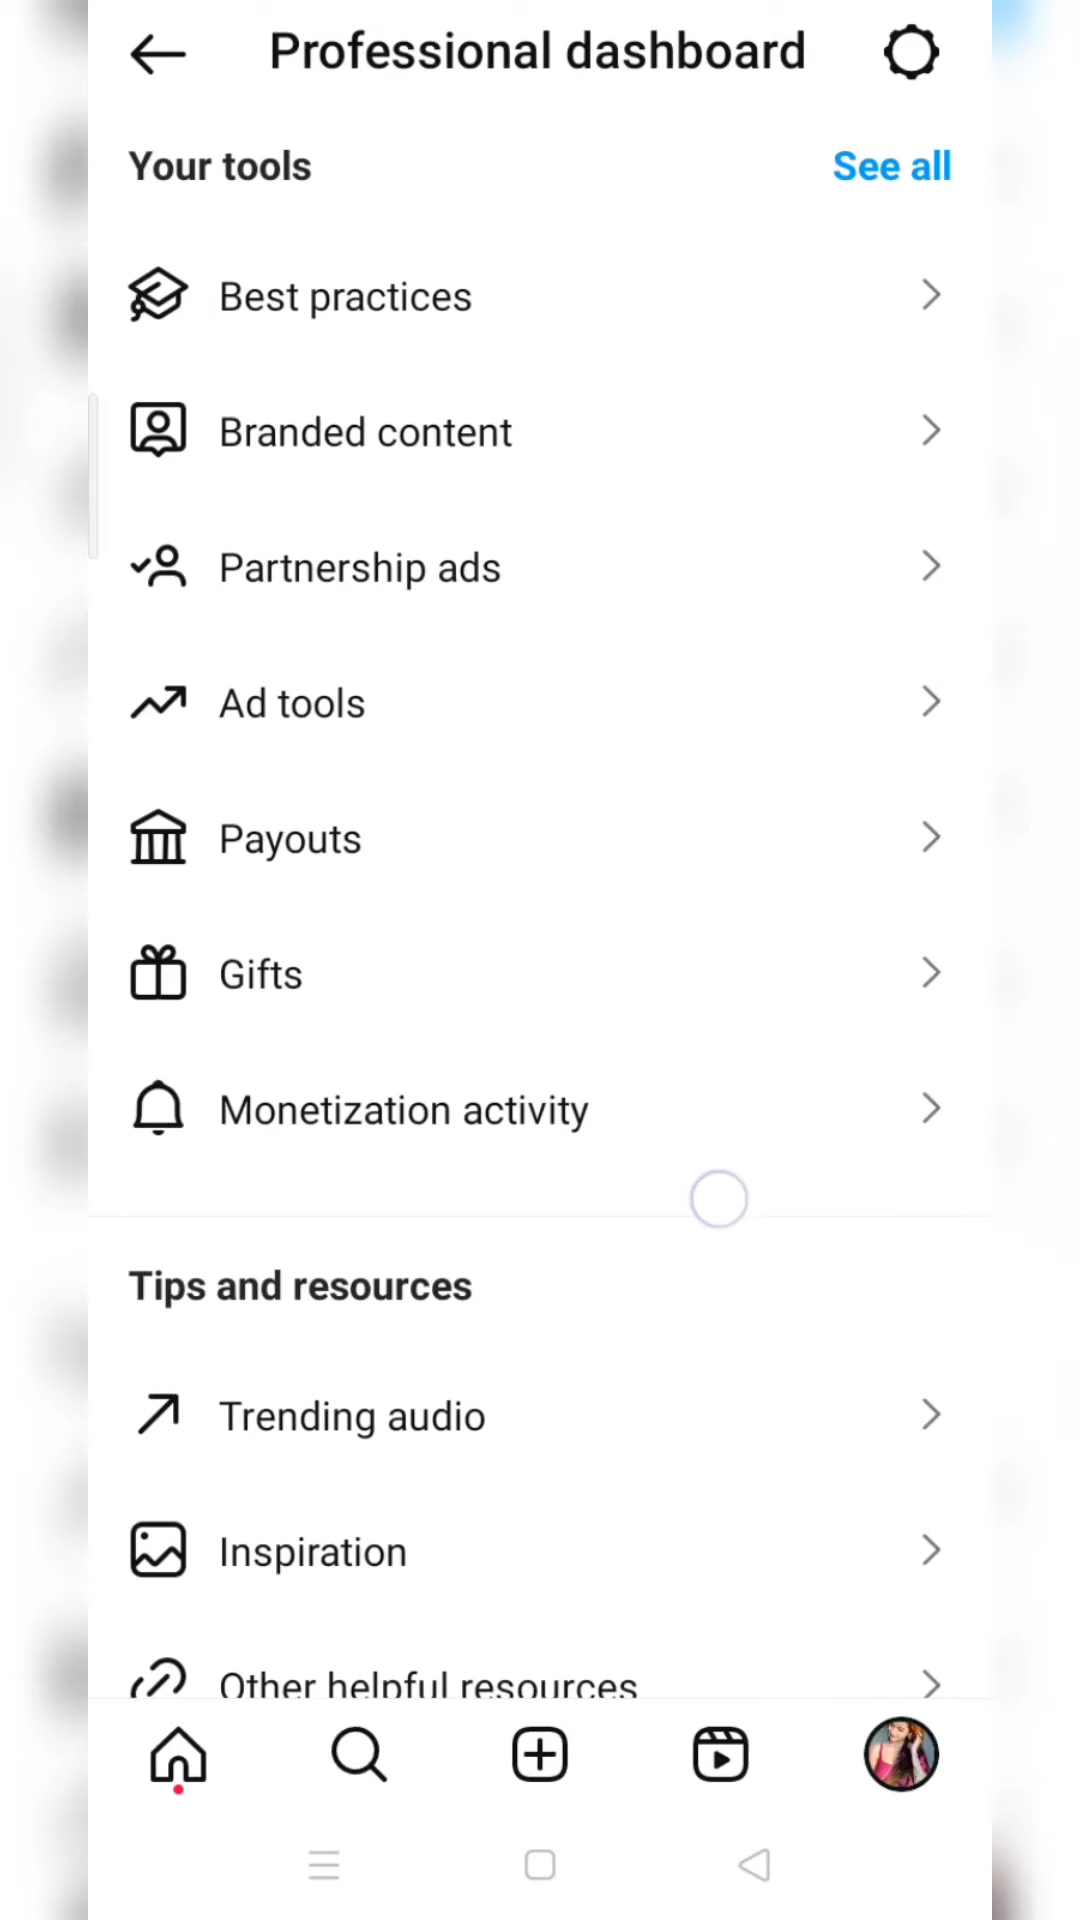 Professional dashboard
Your tools
See all
Best practices
Branded content
Partnership ads
Ad tools
Payouts
Gifts
Monetization activity
Tips and resources
Trending audio
Inspiration
Other helpful resources